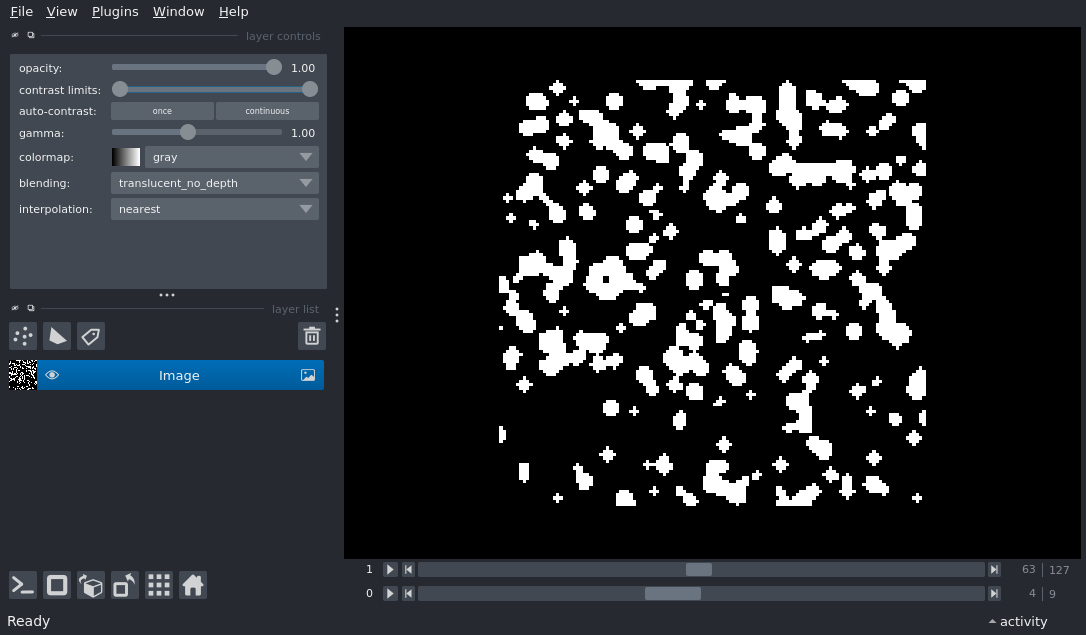 File View Plugins Window Help
layer controls
opacity: 1.00
contrast limits:
auto-contrast: once continuous
gamma: 1.00
colormap: gray
blending: translucent_no_depth
interpolation: nearest
layer list
Image
1 63 127
0 4 9
Ready activity